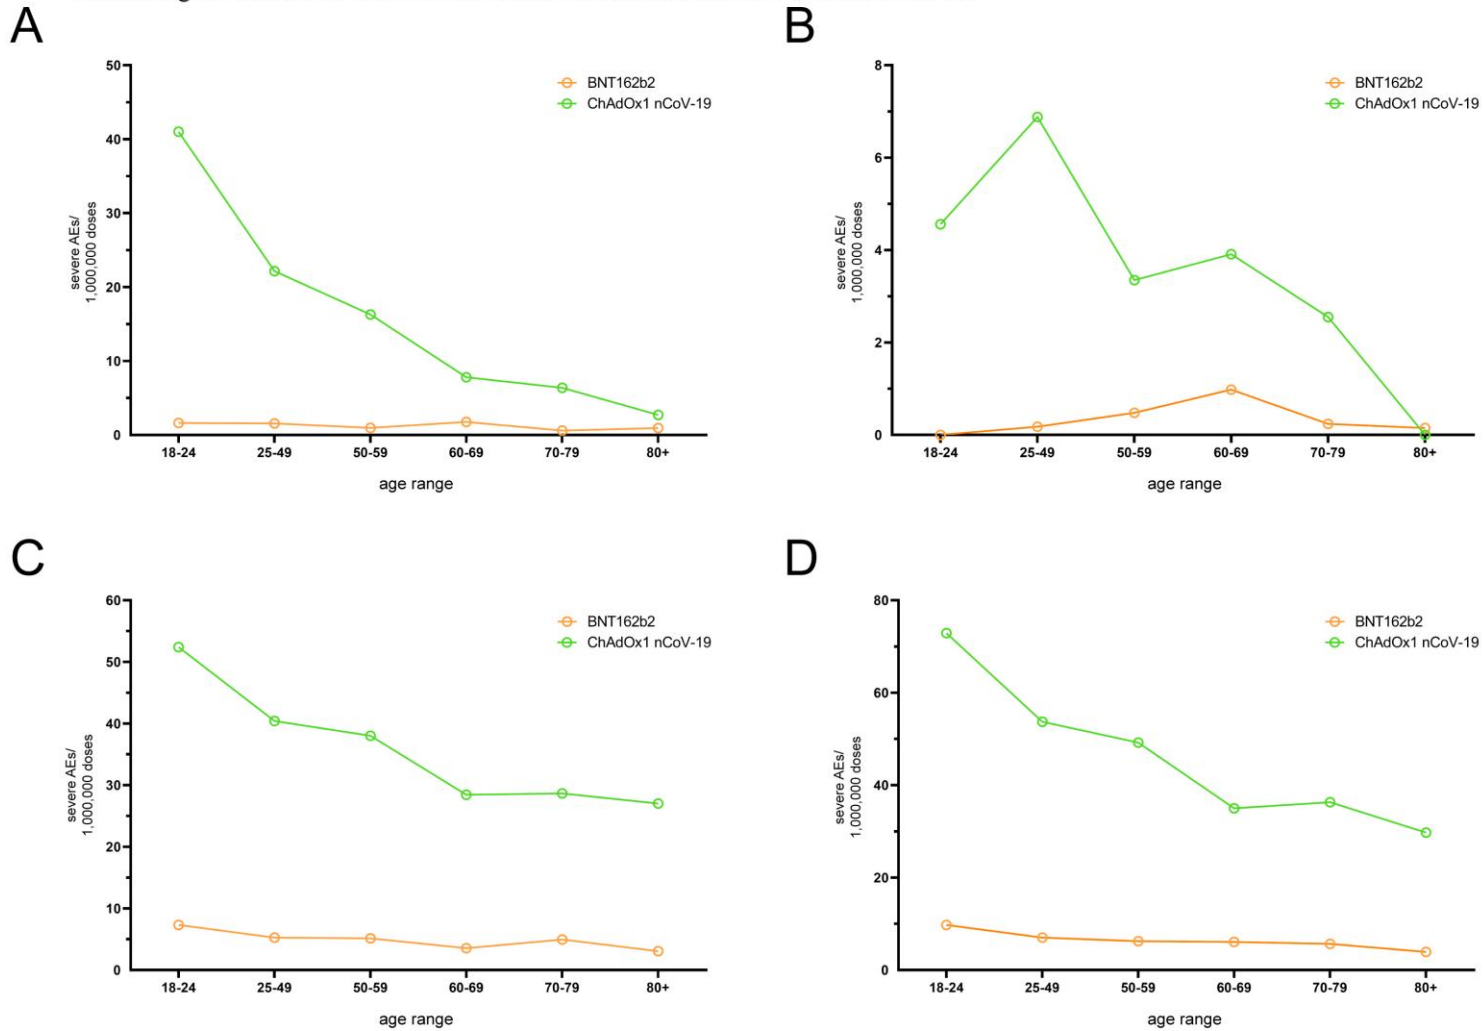 A
50
40
30
20
10
0
severe AEs/
1,000,000 doses
BNT162b2
ChAdOx1 nCoV-19
18-24 25-49 50-59 60-69 70-79 80+
age range
B
8
6
4
2
0
severe AEs/
1,000,000 doses
BNT162b2
ChAdOx1 nCoV-19
18-24 25-49 50-59 60-69 70-79 80+
age range
C
60
50
40
30
20
10
0
severe AEs/
1,000,000 doses
BNT162b2
ChAdOx1 nCoV-19
18-24 25-49 50-59 60-69 70-79 80+
age range
D
80
60
40
20
0
severe AEs/
1,000,000 doses
BNT162b2
ChAdOx1 nCoV-19
18-24 25-49 50-59 60-69 70-79 80+
age range